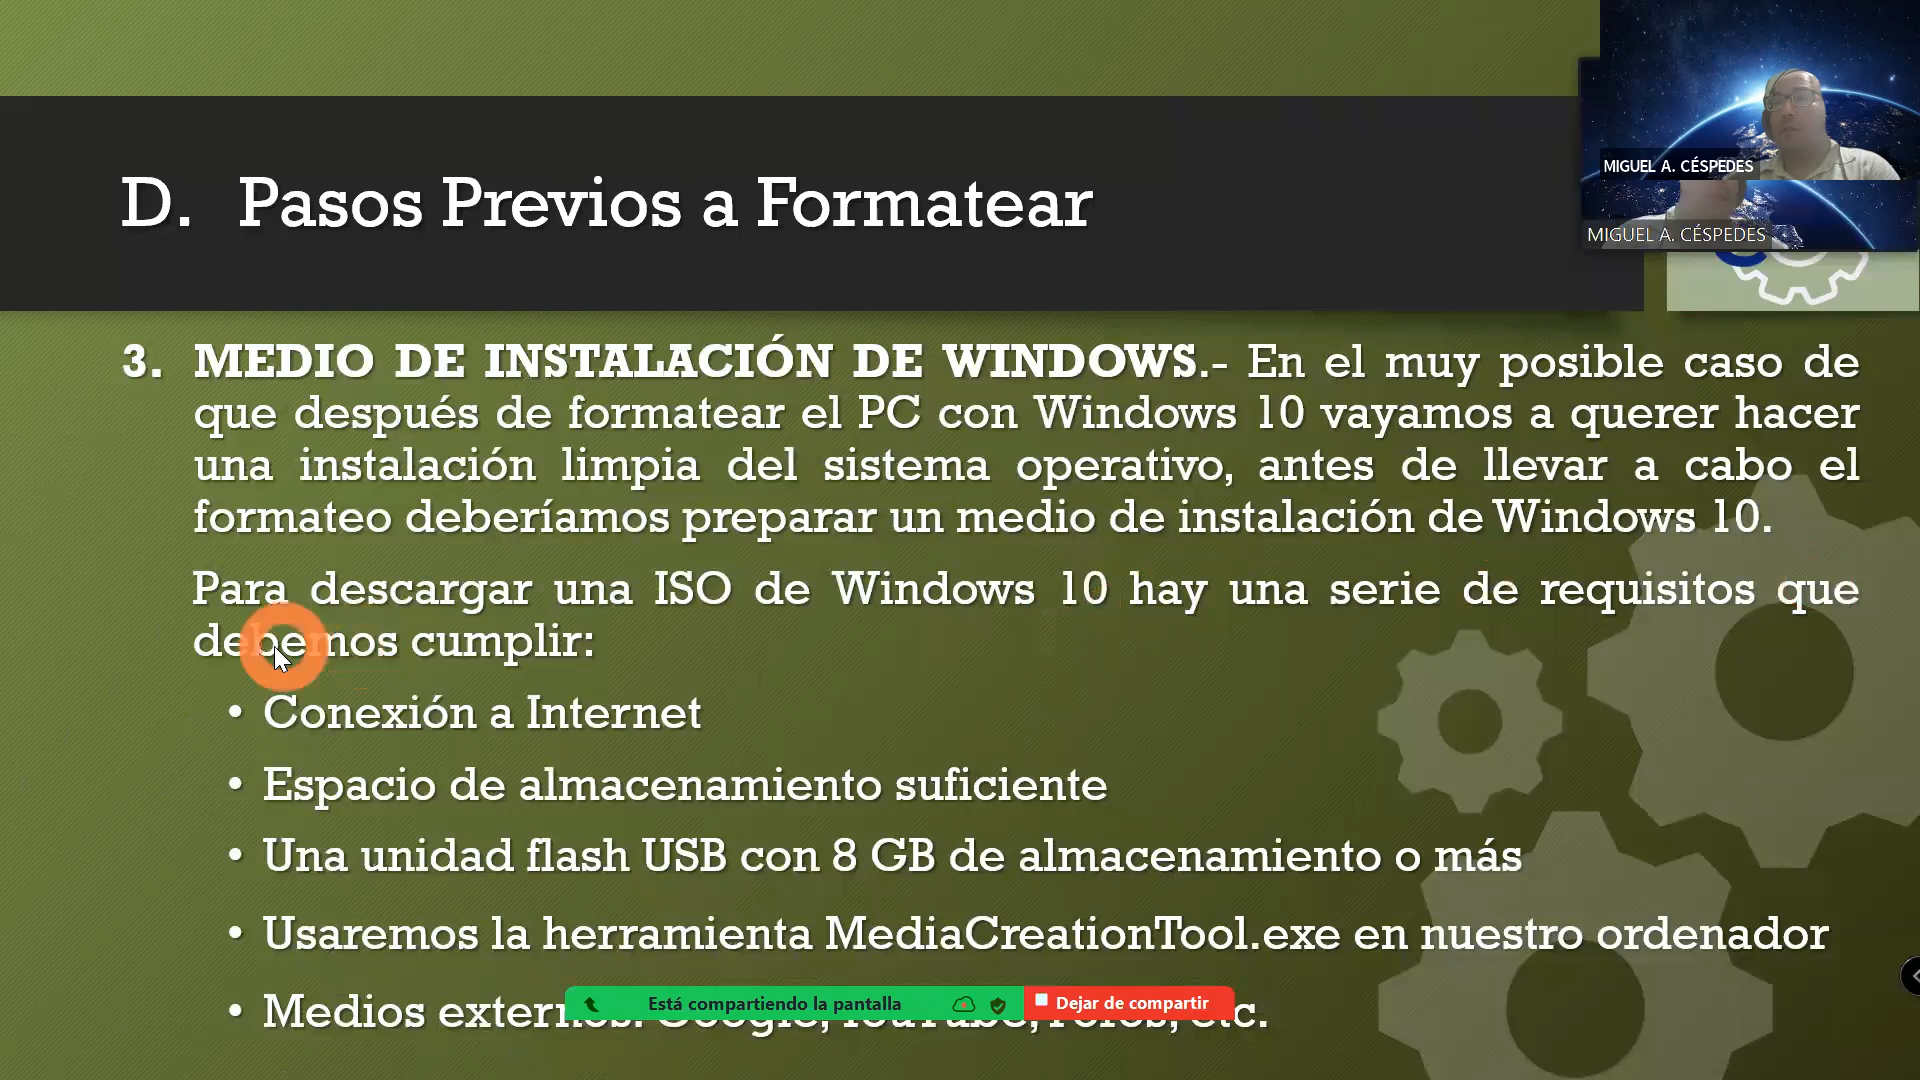 D. Pasos Previos a Formatear
MIGUEL A. CÉSPEDES
MIGUEL A. CÉSPEDES
3. MEDIO DE INSTALACIÓN DE WINDOWS.- En el muy posible caso de
que después de formatear el PC con Windows 10 vayamos a querer hacer
una instalación limpia del sistema operativo, antes de llevar a cabo el
formateo deberíamos preparar un medio de instalación de Windows 10.
Para descargar una ISO de Windows 10 hay una serie de requisitos que
debemos cumplir:
• Conexión a Internet
• Espacio de almacenamiento suficiente
• Una unidad flash USB con 8 GB de almacenamiento o más
• Usaremos la herramienta MediaCreationTool.exe en nuestro ordenador
• Medios externos: Google, YouTube, Foros, etc.
Está compartiendo la pantalla
Dejar de compartir